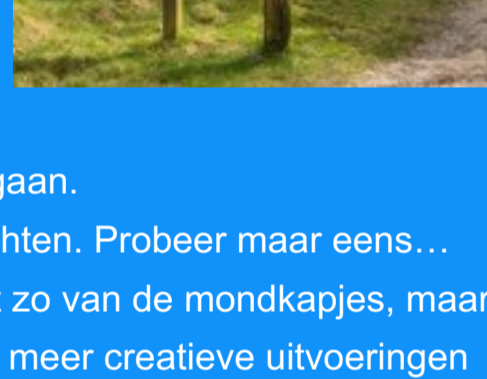 gaan.
hten. Probeer maar eens…
t zo van de mondkapjes, maar
meer creatieve uitvoeringen